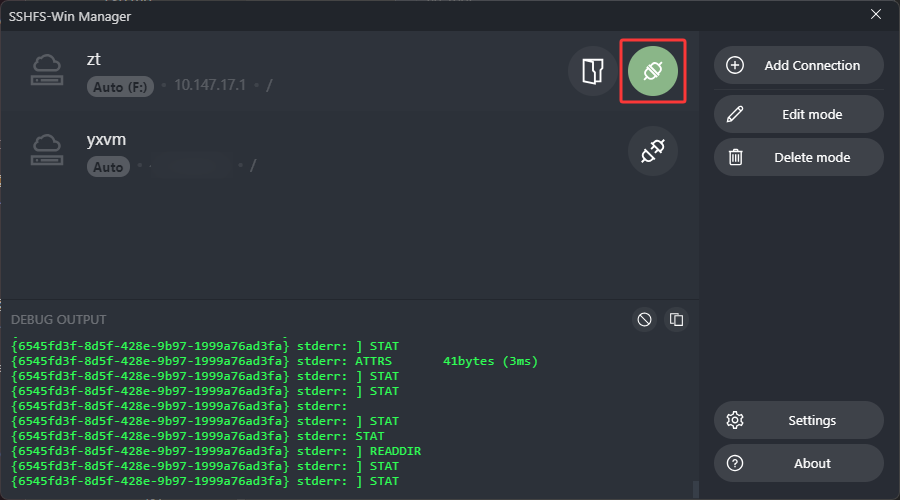 SSHFS-Win Manager
zt
Auto (F:) • 10.147.17.1 • /
yxvm
Auto • • /
Add Connection
Edit mode
Delete mode
DEBUG OUTPUT
{6545fd3f-8d5f-428e-9b97-1999a76ad3fa} stderr: ] STAT
{6545fd3f-8d5f-428e-9b97-1999a76ad3fa} stderr: ATTRS 41bytes (3ms)
{6545fd3f-8d5f-428e-9b97-1999a76ad3fa} stderr: ] STAT
{6545fd3f-8d5f-428e-9b97-1999a76ad3fa} stderr: ] STAT
{6545fd3f-8d5f-428e-9b97-1999a76ad3fa} stderr:
{6545fd3f-8d5f-428e-9b97-1999a76ad3fa} stderr: ] STAT
{6545fd3f-8d5f-428e-9b97-1999a76ad3fa} stderr: STAT
{6545fd3f-8d5f-428e-9b97-1999a76ad3fa} stderr: ] READDIR
{6545fd3f-8d5f-428e-9b97-1999a76ad3fa} stderr: ] STAT
{6545fd3f-8d5f-428e-9b97-1999a76ad3fa} stderr: ] STAT
Settings
About